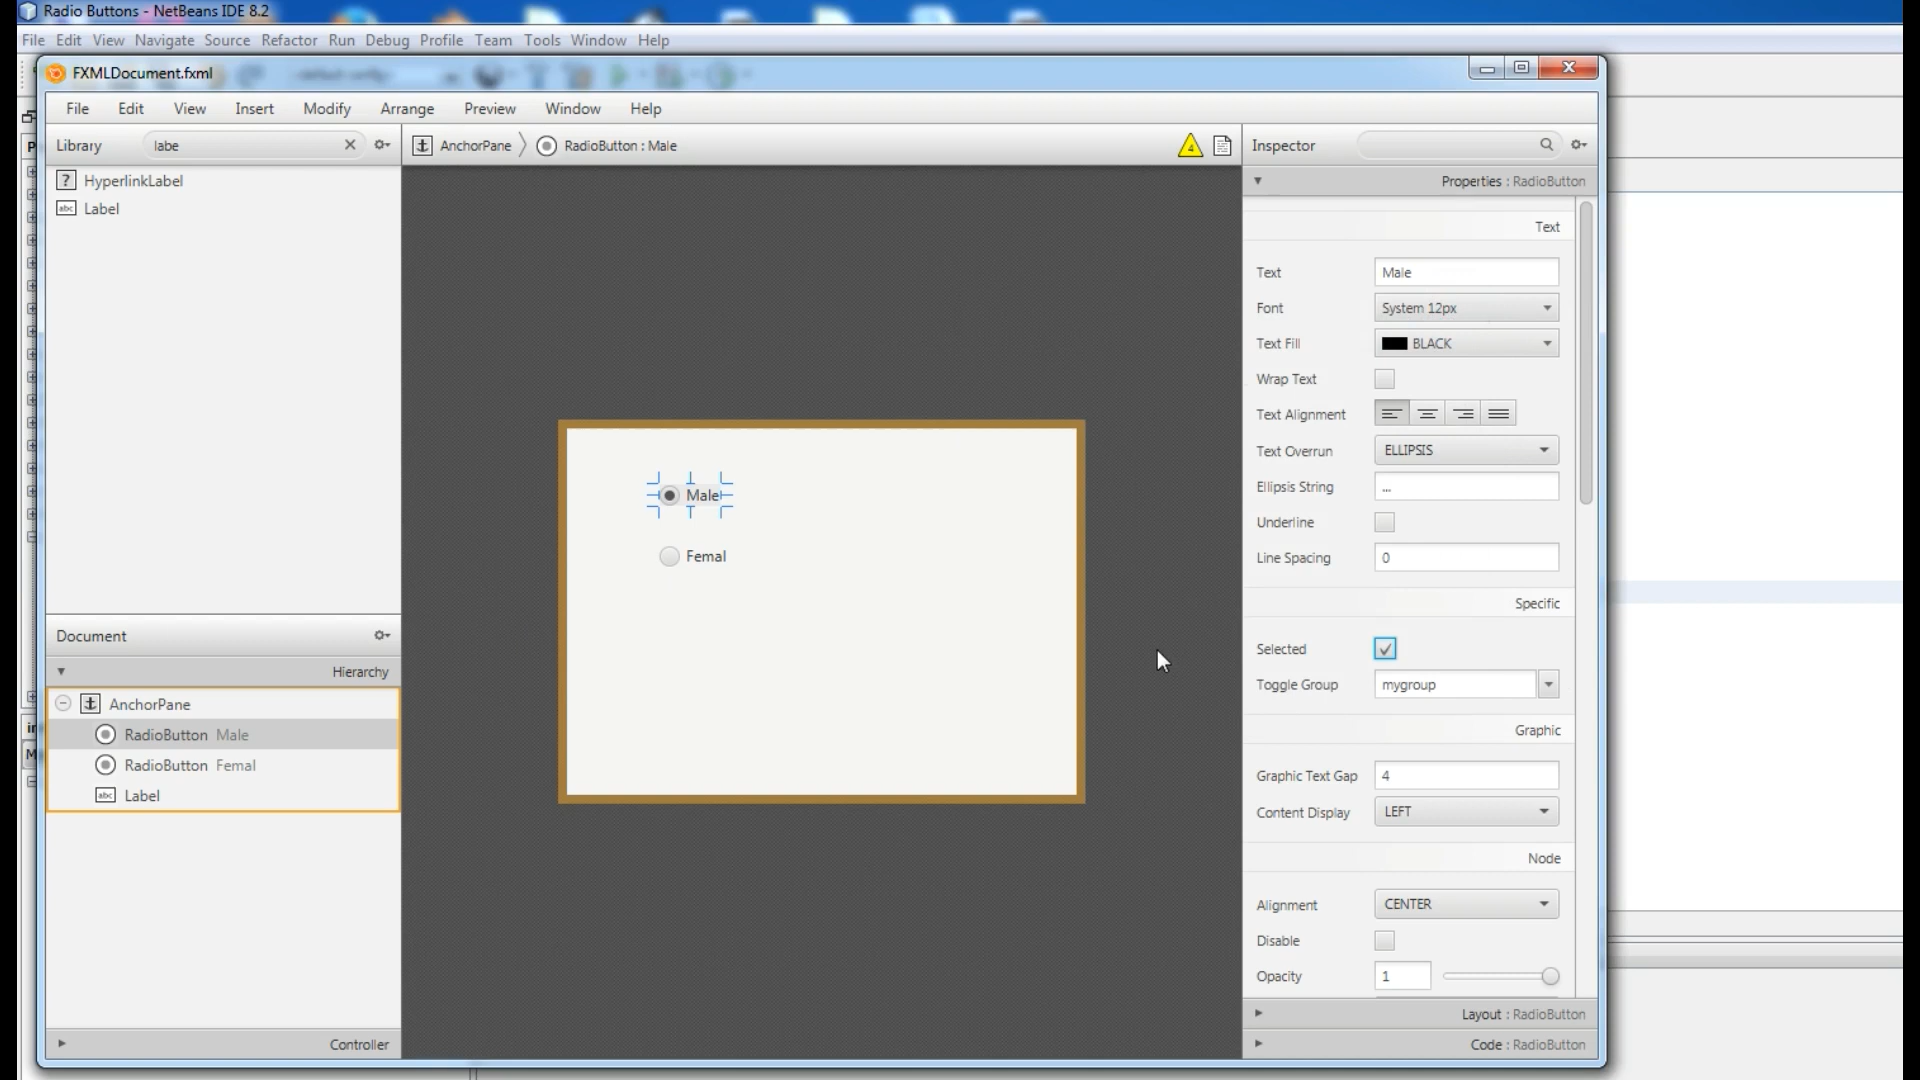 Radio Buttons - NetBeans IDE 8.2
File Edit View Navigate Source Refactor Run Debug Profile Team Tools Window Help
FXMLDocument.fxml
File Edit View Insert Modify Arrange Preview Window Help
Library labe
AnchorPane RadioButton : Male
4
Inspector
? HyperlinkLabel
abc Label
Properties : RadioButton
Text
Text Male
Font System 12px
Text Fill BLACK
Wrap Text
Text Alignment
Text Overrun ELLIPSIS
Ellipsis String ...
Underline
Line Spacing 0
Specific
Selected
Toggle Group mygroup
Graphic
Graphic Text Gap 4
Content Display LEFT
Node
Alignment CENTER
Disable
Opacity 1
Layout : RadioButton
Code : RadioButton
Male
Femal
Document
Hierarchy
AnchorPane
RadioButton Male
RadioButton Femal
abc Label
Controller